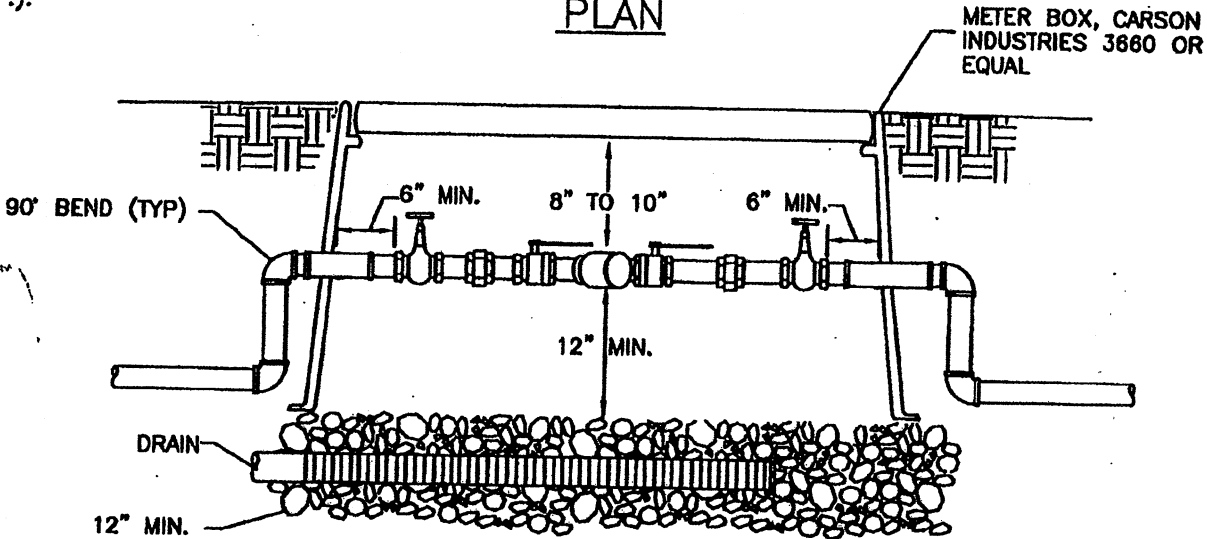 PLAN
METER BOX, CARSON
INDUSTRIES 3660 OR
EQUAL
6" MIN.
8" TO 10"
6" MIN.
90° BEND (TYP)
12" MIN.
DRAIN
12" MIN.